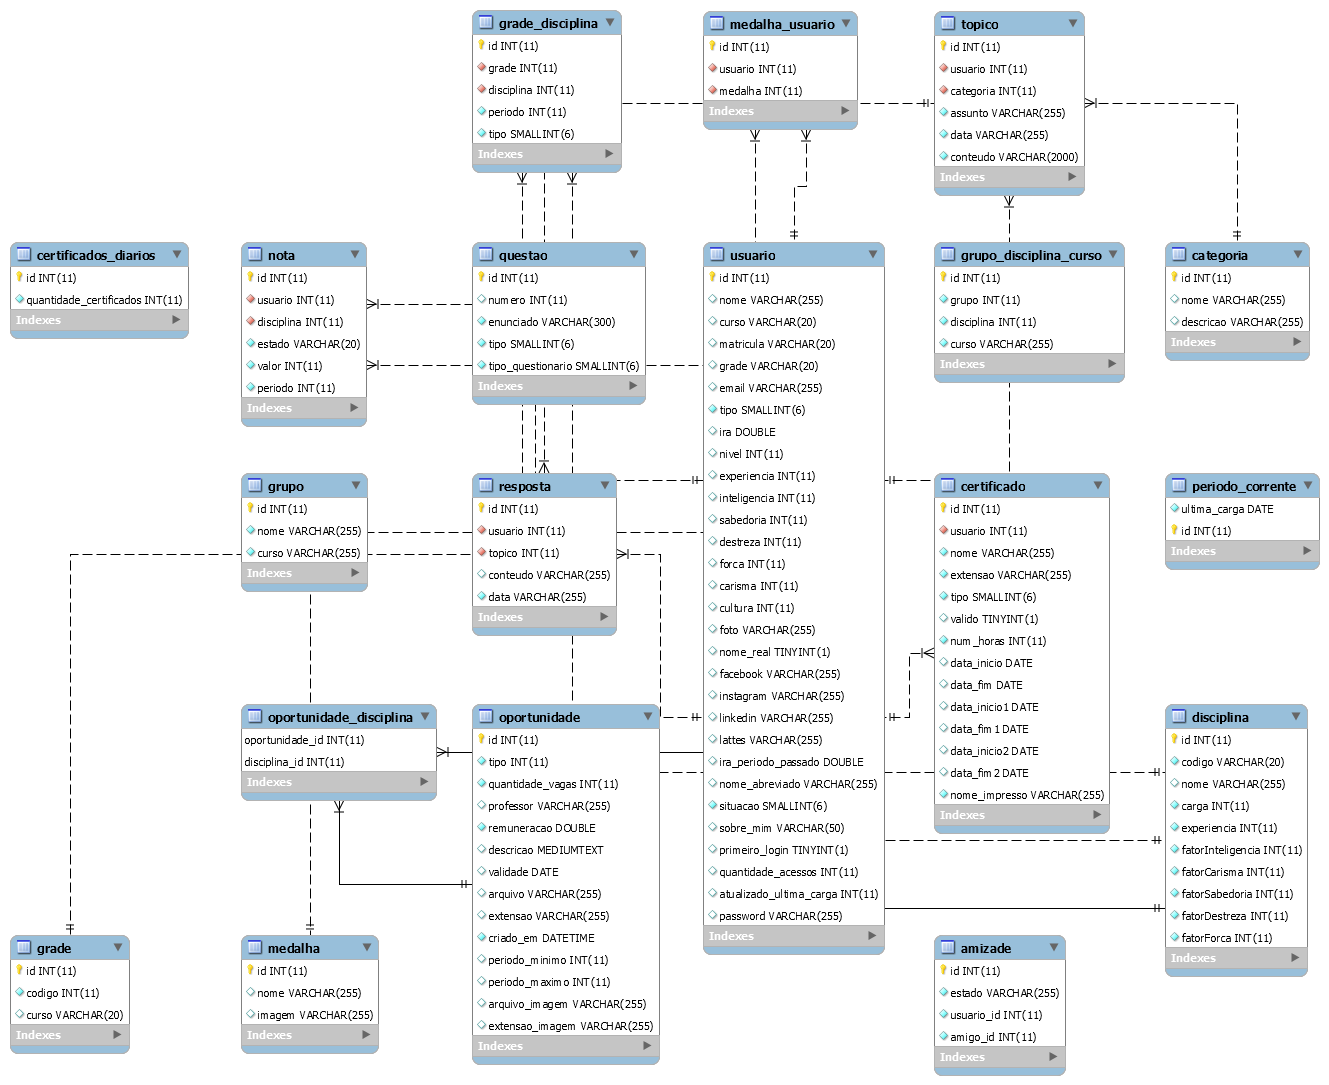 grade_disciplina
id INT(11)
grade INT(11)
disciplina INT(11)
periodo INT(11)
tipo SMALLINT(6)
Indexes
medalha_usuario
id INT(11)
usuario INT(11)
medalha INT(11)
Indexes
topico
id INT(11)
usuario INT(11)
categoria INT(11)
assunto VARCHAR(255)
data VARCHAR(255)
conteudo VARCHAR(2000)
Indexes
certificados_diarios
id INT(11)
quantidade_certificados INT(11)
Indexes
nota
id INT(11)
usuario INT(11)
disciplina INT(11)
estado VARCHAR(20)
valor INT(11)
periodo INT(11)
Indexes
questao
id INT(11)
numero INT(11)
enunciado VARCHAR(300)
tipo SMALLINT(6)
tipo_questionario SMALLINT(6)
Indexes
usuario
id INT(11)
nome VARCHAR(255)
curso VARCHAR(20)
matricula VARCHAR(20)
grade VARCHAR(20)
email VARCHAR(255)
tipo SMALLINT(6)
ira DOUBLE
nivel INT(11)
experiencia INT(11)
inteligencia INT(11)
sabedoria INT(11)
destreza INT(11)
forca INT(11)
carisma INT(11)
cultura INT(11)
foto VARCHAR(255)
nome_real TINYINT(1)
facebook VARCHAR(255)
instagram VARCHAR(255)
linkedin VARCHAR(255)
lattes VARCHAR(255)
ira_periodo_passado DOUBLE
nome_abreviado VARCHAR(255)
situacao SMALLINT(6)
sobre_mim VARCHAR(50)
primeiro_login TINYINT(1)
quantidade_acessos INT(11)
atualizado_ultima_carga INT(11)
password VARCHAR(255)
Indexes
grupo_disciplina_curso
id INT(11)
grupo INT(11)
disciplina INT(11)
curso VARCHAR(255)
Indexes
categoria
id INT(11)
nome VARCHAR(255)
descricao VARCHAR(255)
Indexes
grupo
id INT(11)
nome VARCHAR(255)
curso VARCHAR(255)
Indexes
resposta
id INT(11)
usuario INT(11)
topico INT(11)
conteudo VARCHAR(255)
data VARCHAR(255)
Indexes
certificado
id INT(11)
usuario INT(11)
nome VARCHAR(255)
extensao VARCHAR(255)
tipo SMALLINT(6)
valido TINYINT(1)
num_horas INT(11)
data_inicio DATE
data_fim DATE
data_inicio1 DATE
data_fim1 DATE
data_inicio2 DATE
data_fim2 DATE
nome_impresso VARCHAR(255)
Indexes
periodo_corrente
ultima_carga DATE
id INT(11)
Indexes
oportunidade_disciplina
oportunidade_id INT(11)
disciplina_id INT(11)
Indexes
oportunidade
id INT(11)
tipo INT(11)
quantidade_vagas INT(11)
professor VARCHAR(255)
remuneracao DOUBLE
descricao MEDIUMTEXT
validade DATE
arquivo VARCHAR(255)
extensao VARCHAR(255)
criado_em DATETIME
periodo_minimo INT(11)
periodo_maximo INT(11)
arquivo_imagem VARCHAR(255)
extensao_imagem VARCHAR(255)
Indexes
disciplina
id INT(11)
codigo VARCHAR(20)
nome VARCHAR(255)
carga INT(11)
experiencia INT(11)
fatorInteligencia INT(11)
fatorCarisma INT(11)
fatorSabedoria INT(11)
fatorDestreza INT(11)
fatorForca INT(11)
Indexes
grade
id INT(11)
codigo INT(11)
curso VARCHAR(20)
Indexes
medalha
id INT(11)
nome VARCHAR(255)
imagem VARCHAR(255)
Indexes
amizade
id INT(11)
estado VARCHAR(255)
usuario_id INT(11)
amigo_id INT(11)
Indexes